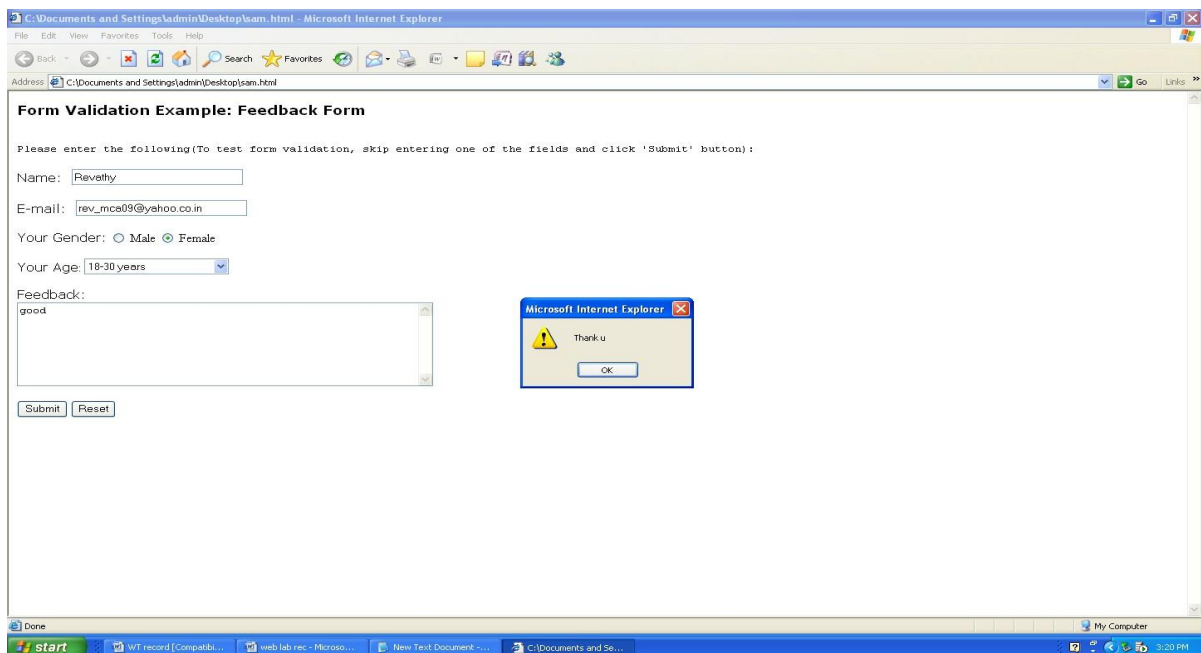 C:\Documents and Settings\admin\Desktop\sam.html - Microsoft Internet Explorer
File Edit View Favorites Tools Help
Back Search Favorites
Address C:\Documents and Settings\admin\Desktop\sam.html Go Links »
Form Validation Example: Feedback Form
Please enter the following(To test form validation, skip entering one of the fields and click 'Submit' button):
Name: Revathy
E-mail: rev_mca09@yahoo.co.in
Your Gender: Male Female
Your Age: 18-30 years
Feedback:
good
Microsoft Internet Explorer
Thank u
OK
Submit Reset
Done My Computer
start WT record [Compatibi... web lab rec - Microso... New Text Document -... C:\Documents and Se... 3:20 PM